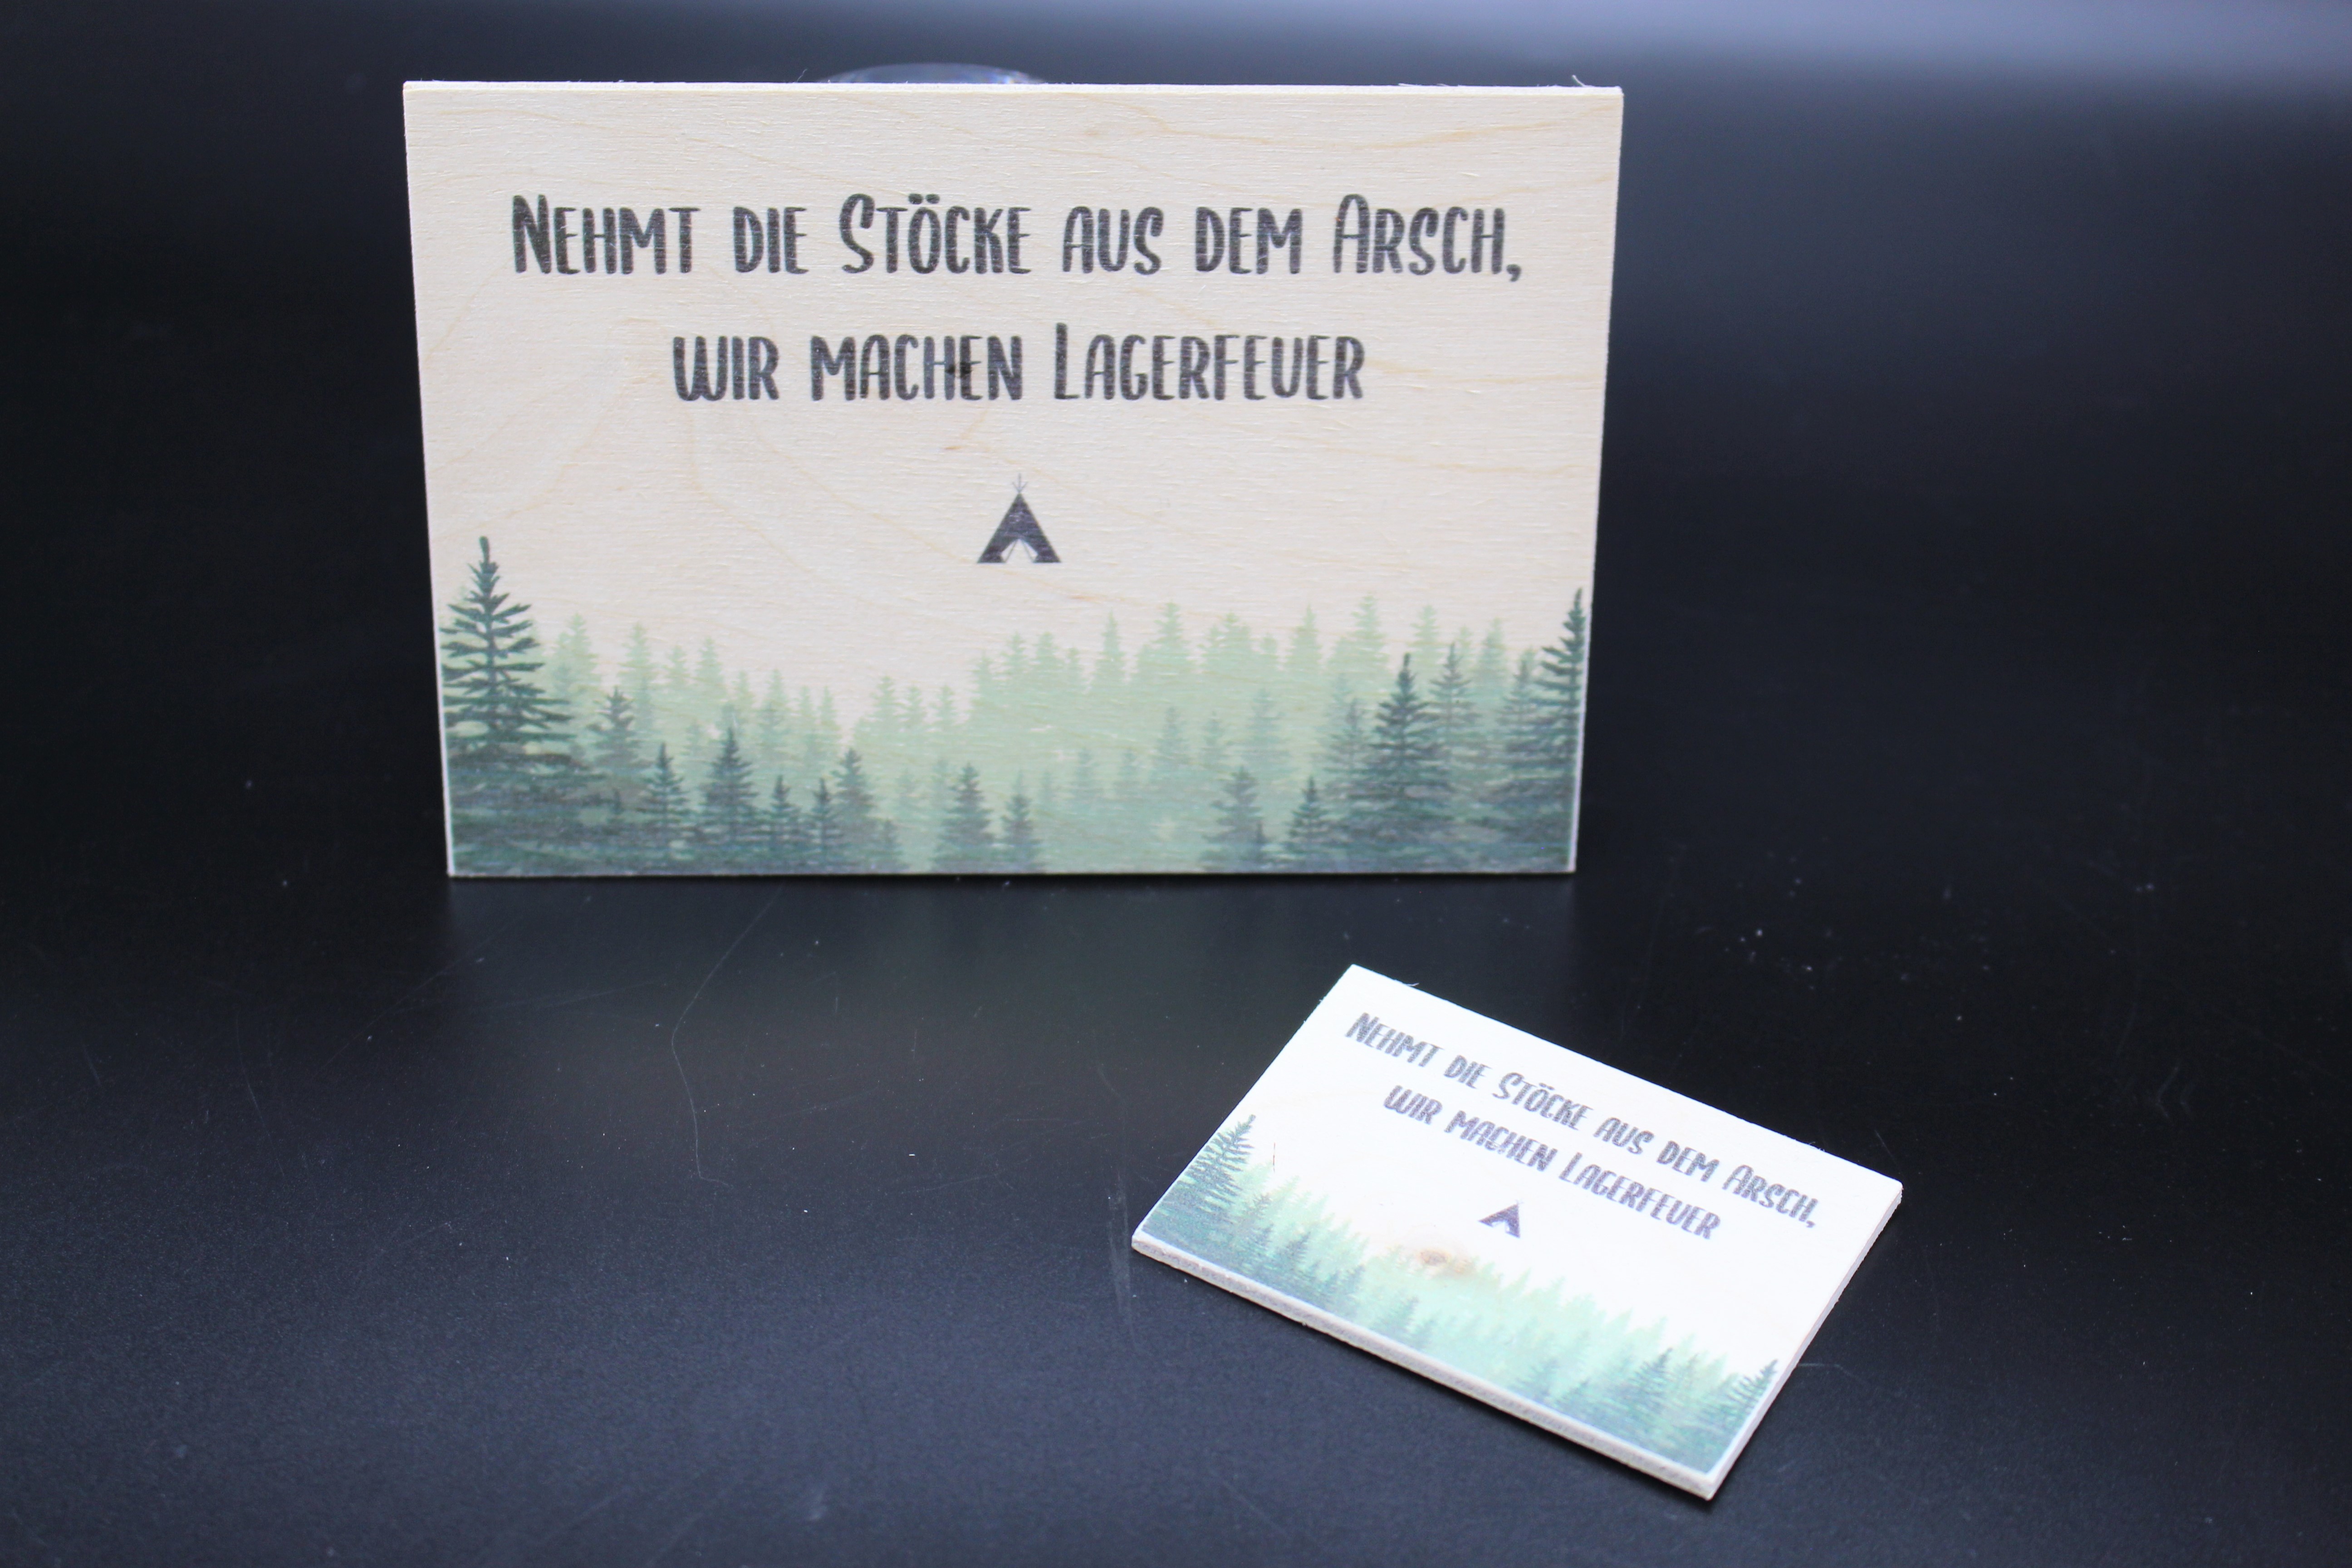 Nehmt die Stöcke aus dem Arsch,
wir machen Lagerfeuer
Nehmt die Stöcke aus dem Arsch,
wir machen Lagerfeuer